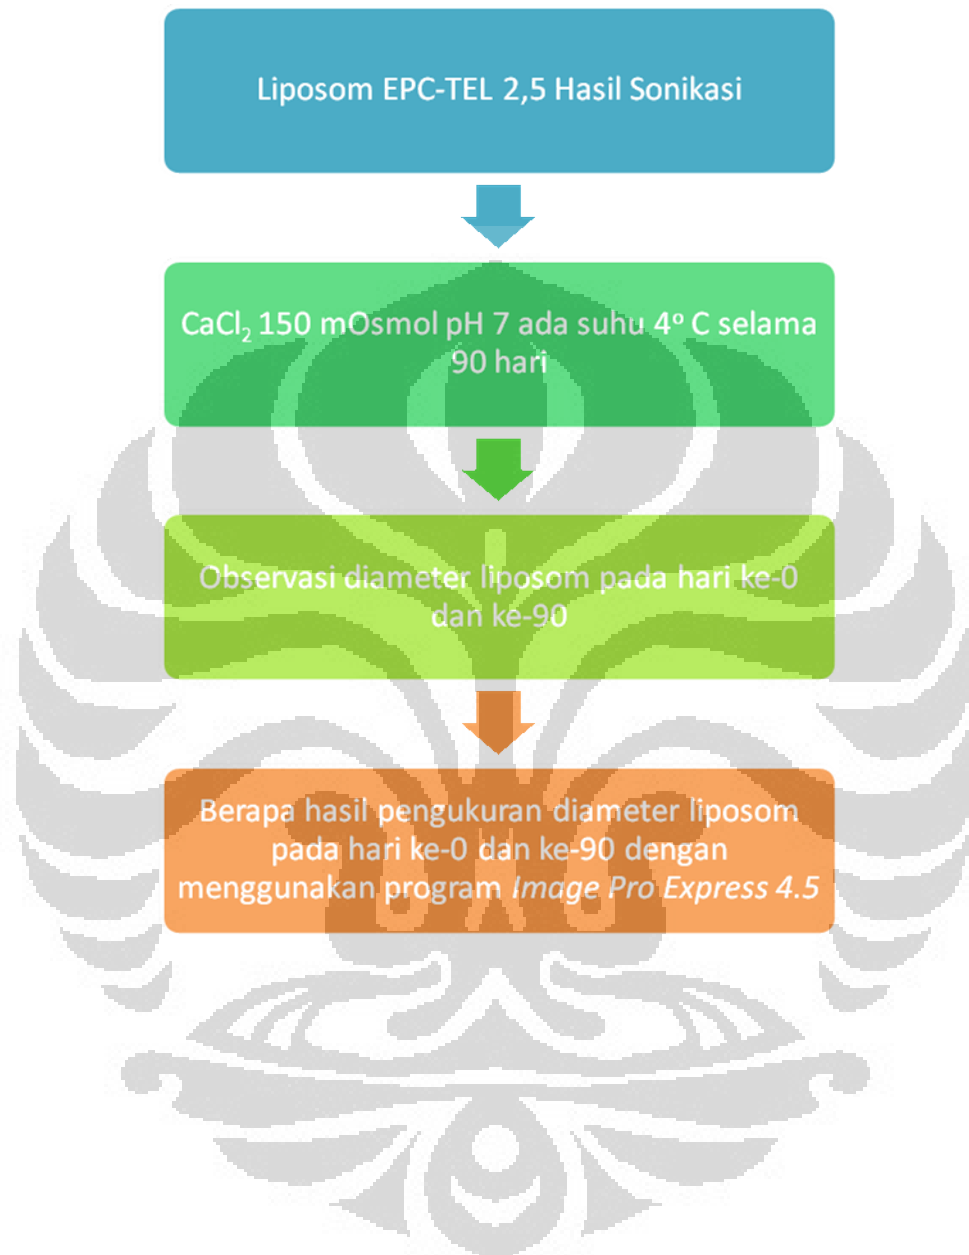 Liposom EPC-TEL 2,5 Hasil Sonikasi
CaCl₂ 150 mOsmol pH 7 ada suhu 4° C selama
90 hari
Observasi diameter liposom pada hari ke-0
dan ke-90
Berapa hasil pengukuran diameter liposom
pada hari ke-0 dan ke-90 dengan
menggunakan program Image Pro Express 4.5